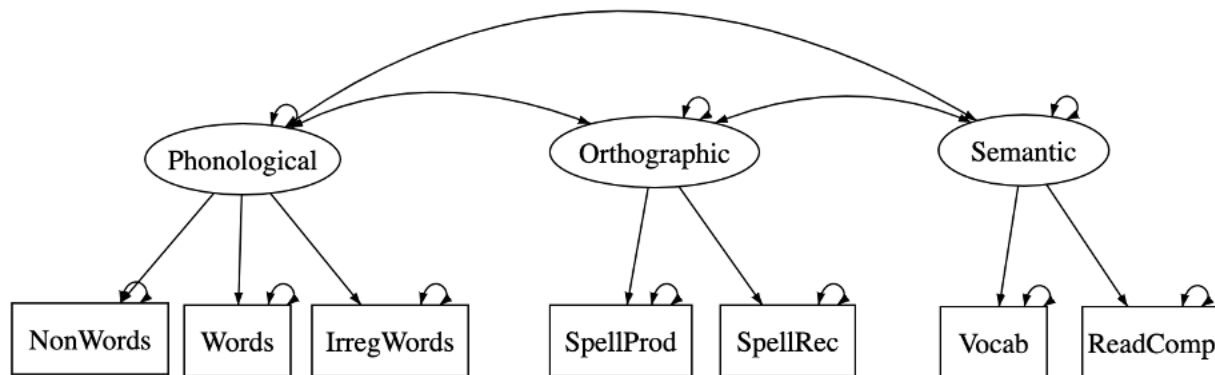 Phonological
Orthographic
Semantic
NonWords
Words
IrregWords
SpellProd
SpellRec
Vocab
ReadComp